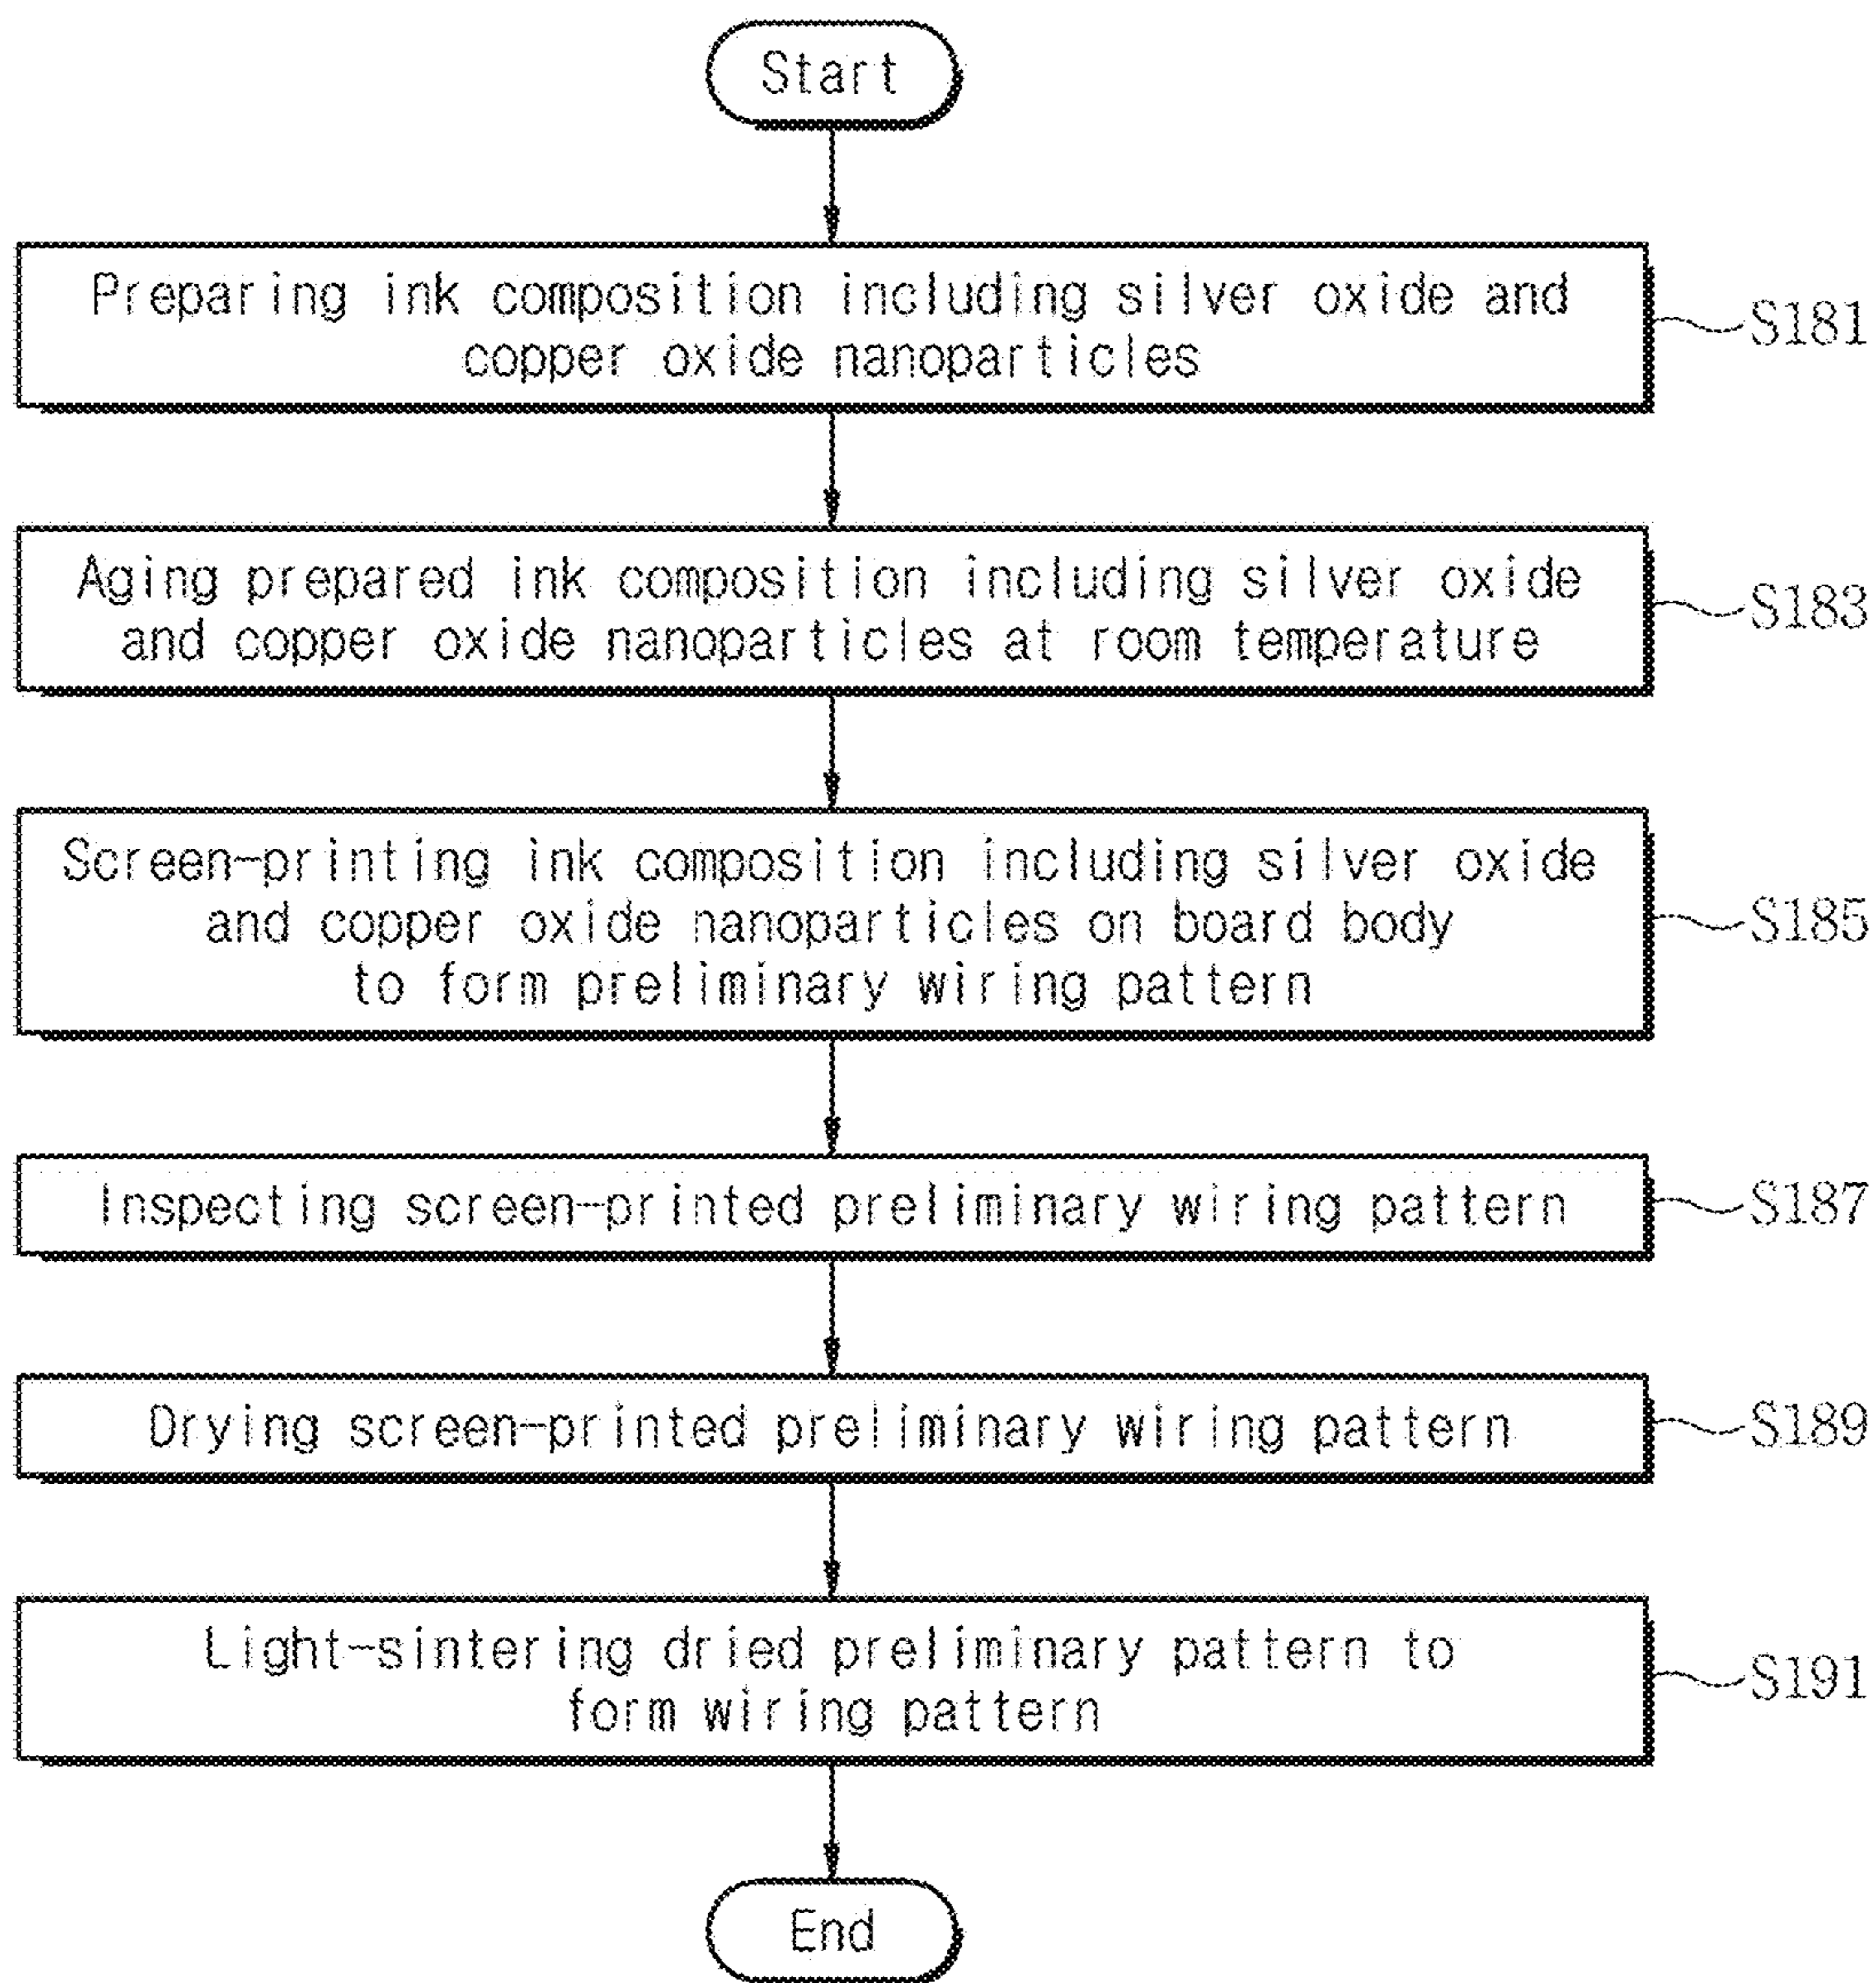 Start
Preparing ink composition including silver oxide and
copper oxide nanoparticles
S181
Aging prepared ink composition including silver oxide
and copper oxide nanoparticles at room temperature
S183
Screen-printing ink composition including silver oxide
and copper oxide nanoparticles on board body
to form preliminary wiring pattern
S185
Inspecting screen-printed preliminary wiring pattern
S187
Drying screen-printed preliminary wiring pattern
S189
Light-sintering dried preliminary pattern to
form wiring pattern
S191
End